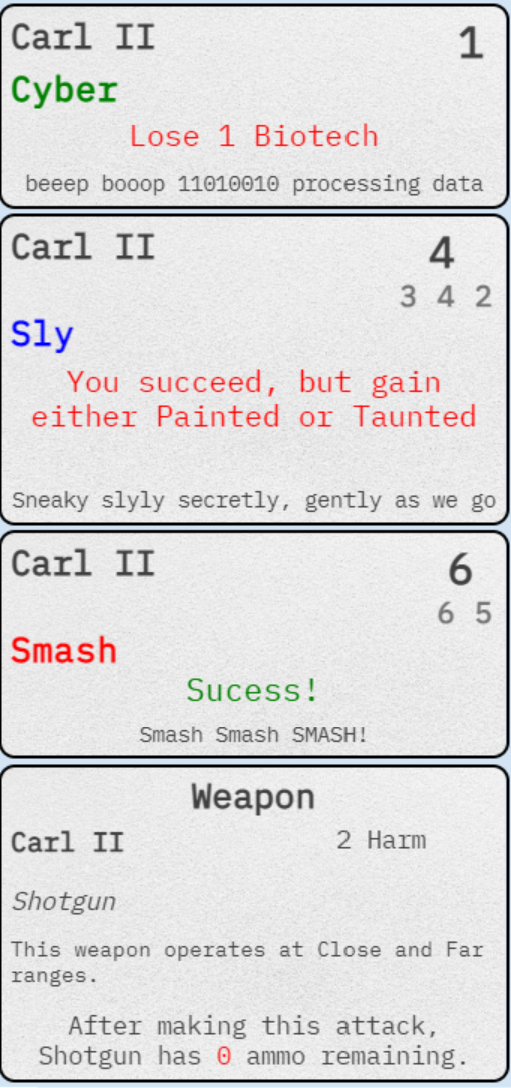 Carl II 1
Cyber
Lose 1 Biotech
beeep booop 11010010 processing data
Carl II 4
3 4 2
Sly
You succeed, but gain
either Painted or Taunted
Sneaky slyly secretly, gently as we go
Carl II 6
6 5
Smash
Sucess!
Smash Smash SMASH!
Weapon
Carl II 2 Harm
Shotgun
This weapon operates at Close and Far
ranges.
After making this attack,
Shotgun has 0 ammo remaining.